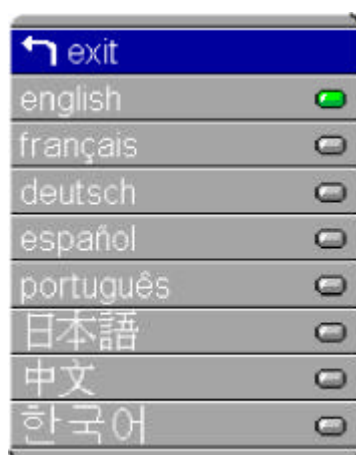 exit
english
français
deutsch
español
português
日本語
中文
한국어